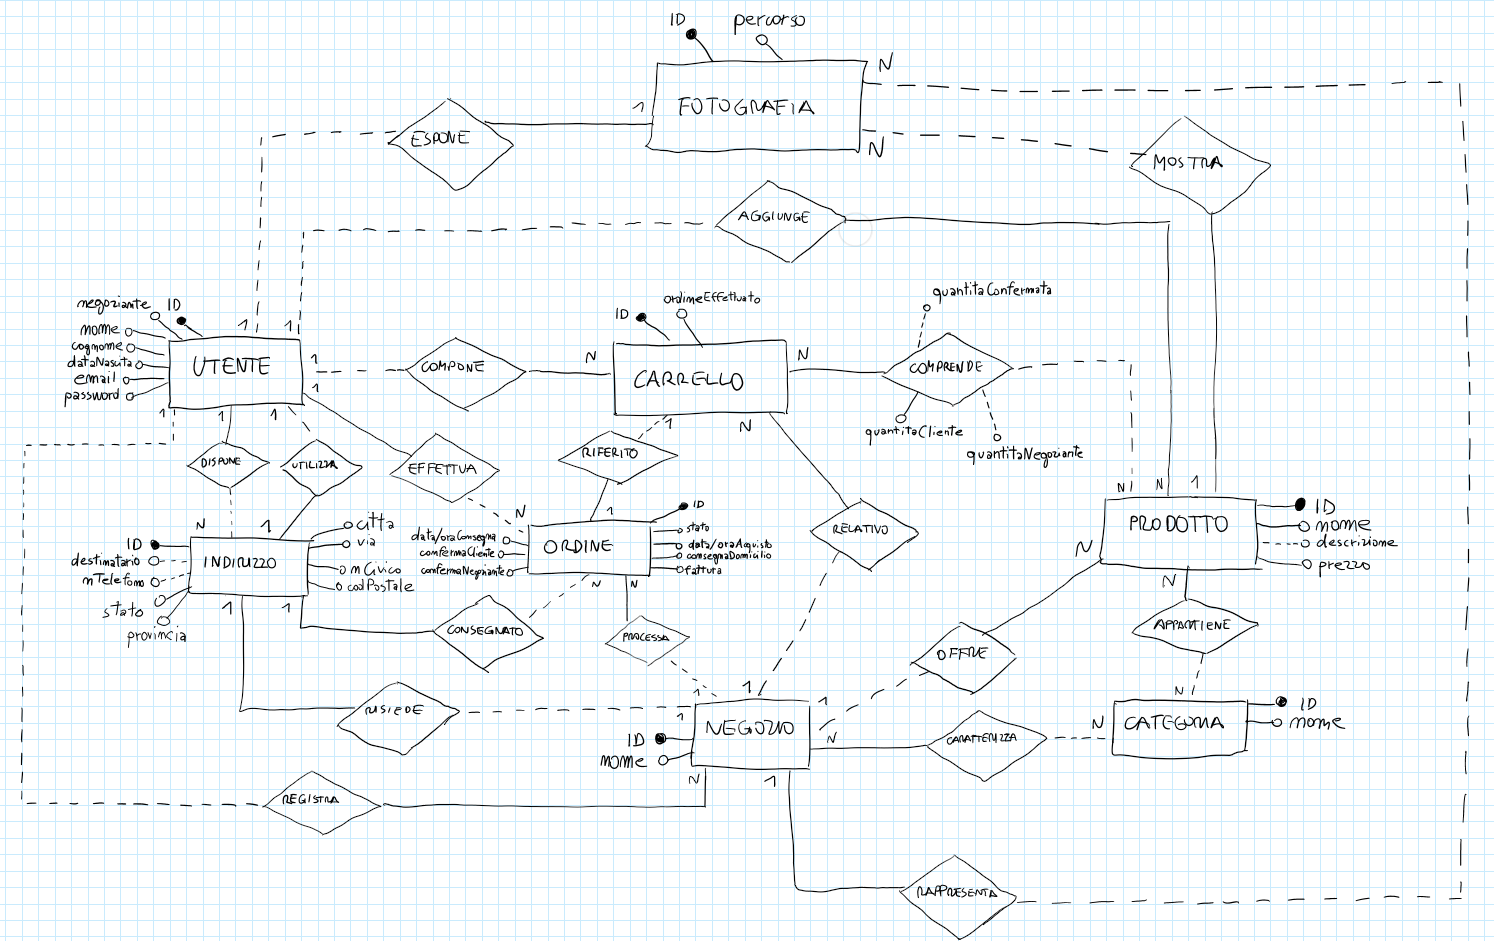 ID percorso
N
1 FOTOGRAFIA
ESPONE
N
MOSTRA
AGGIUNGE
quantitaConfermata
negoziante ID
ordineEffettuato
ID
nome
1 1
cognome
dataNascita
UTENTE
1
COMPONE
N
CARRELLO
N
COMPRENDE
email
password
1
1 1 1
1 N
quantitaCliente
quantitaNegoziante
DISPONE
UTILIZZA
EFFETTUA
RIFERITO
N N 1
ID
N
1
N
1
RELATIVO
PRODOTTO
ID
nome
descrizione
prezzo
citta
via
data/oraConsegna
confermaCliente
confermaNegoziante
ORDINE
stato
data/oraAcquisto
consegnaDomicilio
fattura
N
ID
destinatario
nTelefono
stato
provincia
INDIRIZZO
nCivico
codPostale
N N
N
1 1
CONSEGNATO
PROCESSA
APPARTIENE
OFFRE
RISIEDE
1 1 1
N
1
NEGOZIO
ID
nome
N
CARATTERIZZA
N
CATEGORIA
ID
nome
N 1
REGISTRA
RAPPRESENTA